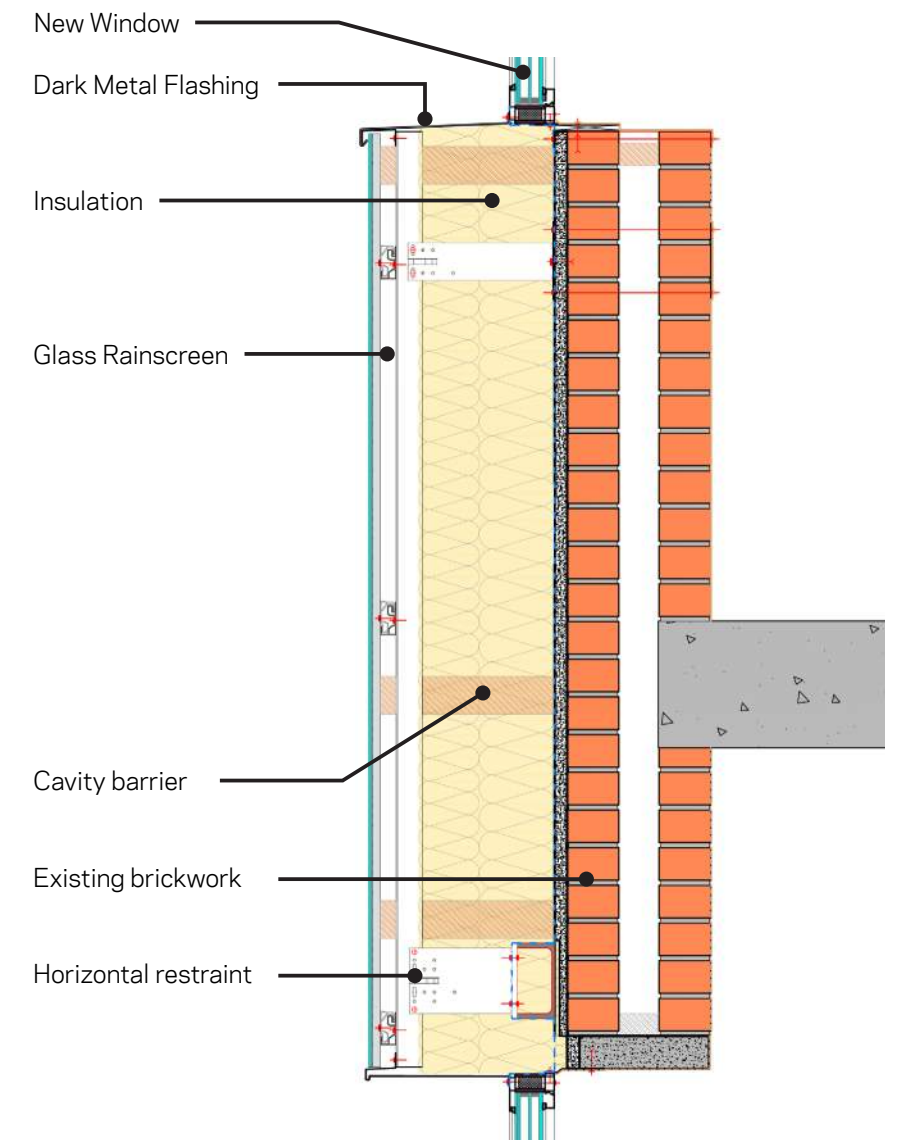 New Window
Dark Metal Flashing
Insulation
Glass Rainscreen
Cavity barrier
Existing brickwork
Horizontal restraint